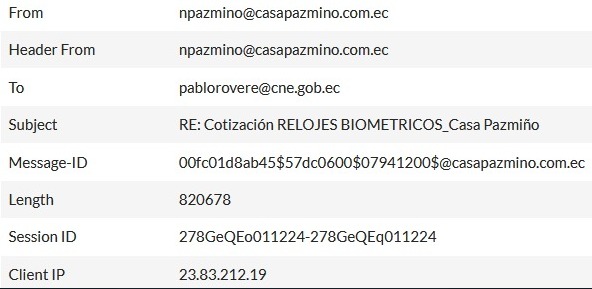 From npazmino@casapazmino.com.ec
Header From npazmino@casapazmino.com.ec
To pablorovere@cne.gob.ec
Subject RE: Cotización RELOJES BIOMETRICOS_Casa Pazmiño
Message-ID 00fc01d8ab45$57dc0600$07941200$@casapazmino.com.ec
Length 820678
Session ID 278GeQEo011224-278GeQEq011224
Client IP 23.83.212.19